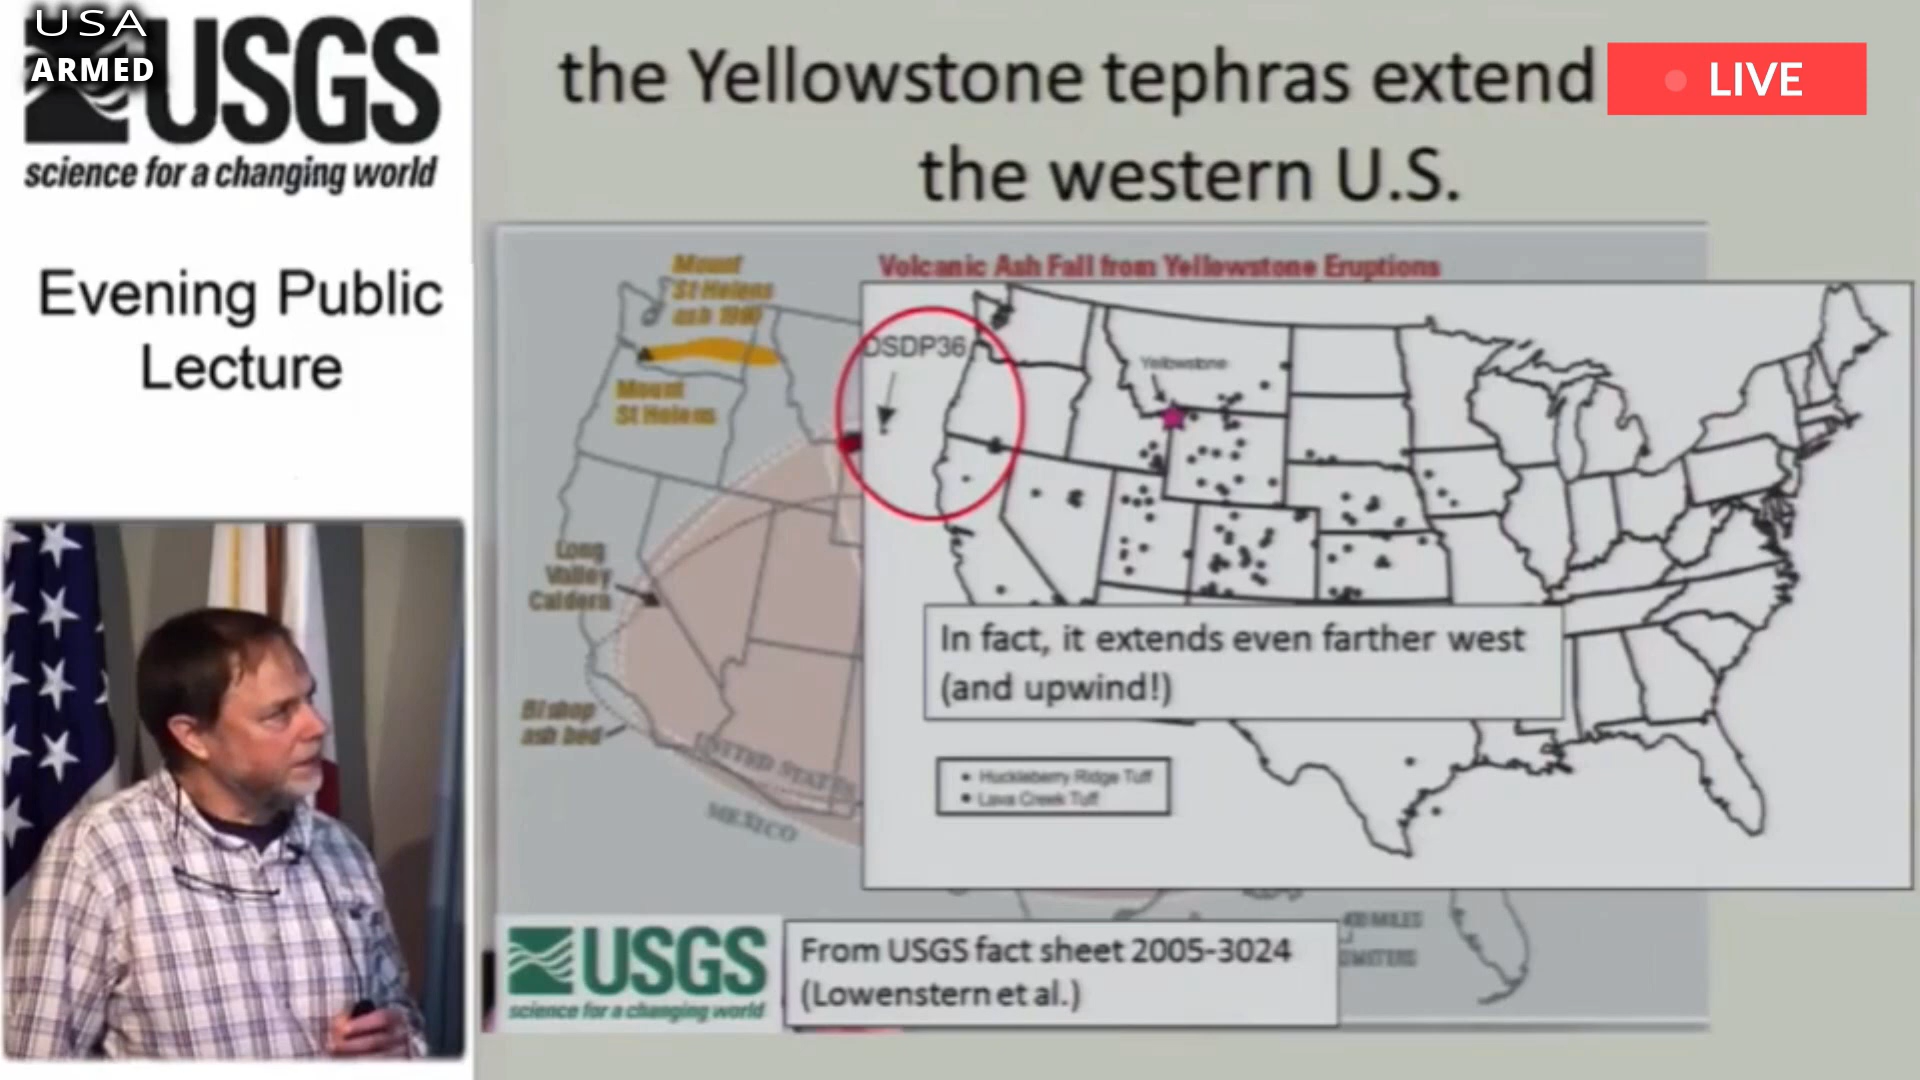 USA
ARMED
USGS
science for a changing world
Evening Public
Lecture
the Yellowstone tephras extend
LIVE
the western U.S.
Volcanic Ash Fall from Yellowstone Eruptions
Mount
St Helens
ash 1980
Mount
St Helens
DSDP36
Yellowstone
Long
Valley
Caldera
In fact, it extends even farther west
(and upwind!)
Bishop
ash bed
UNITED STATES
MEXICO
Huckleberry Ridge Tuff
Lava Creek Tuff
MILES
USGS
science for a changing world
From USGS fact sheet 2005-3024
(Lowenstern et al.)